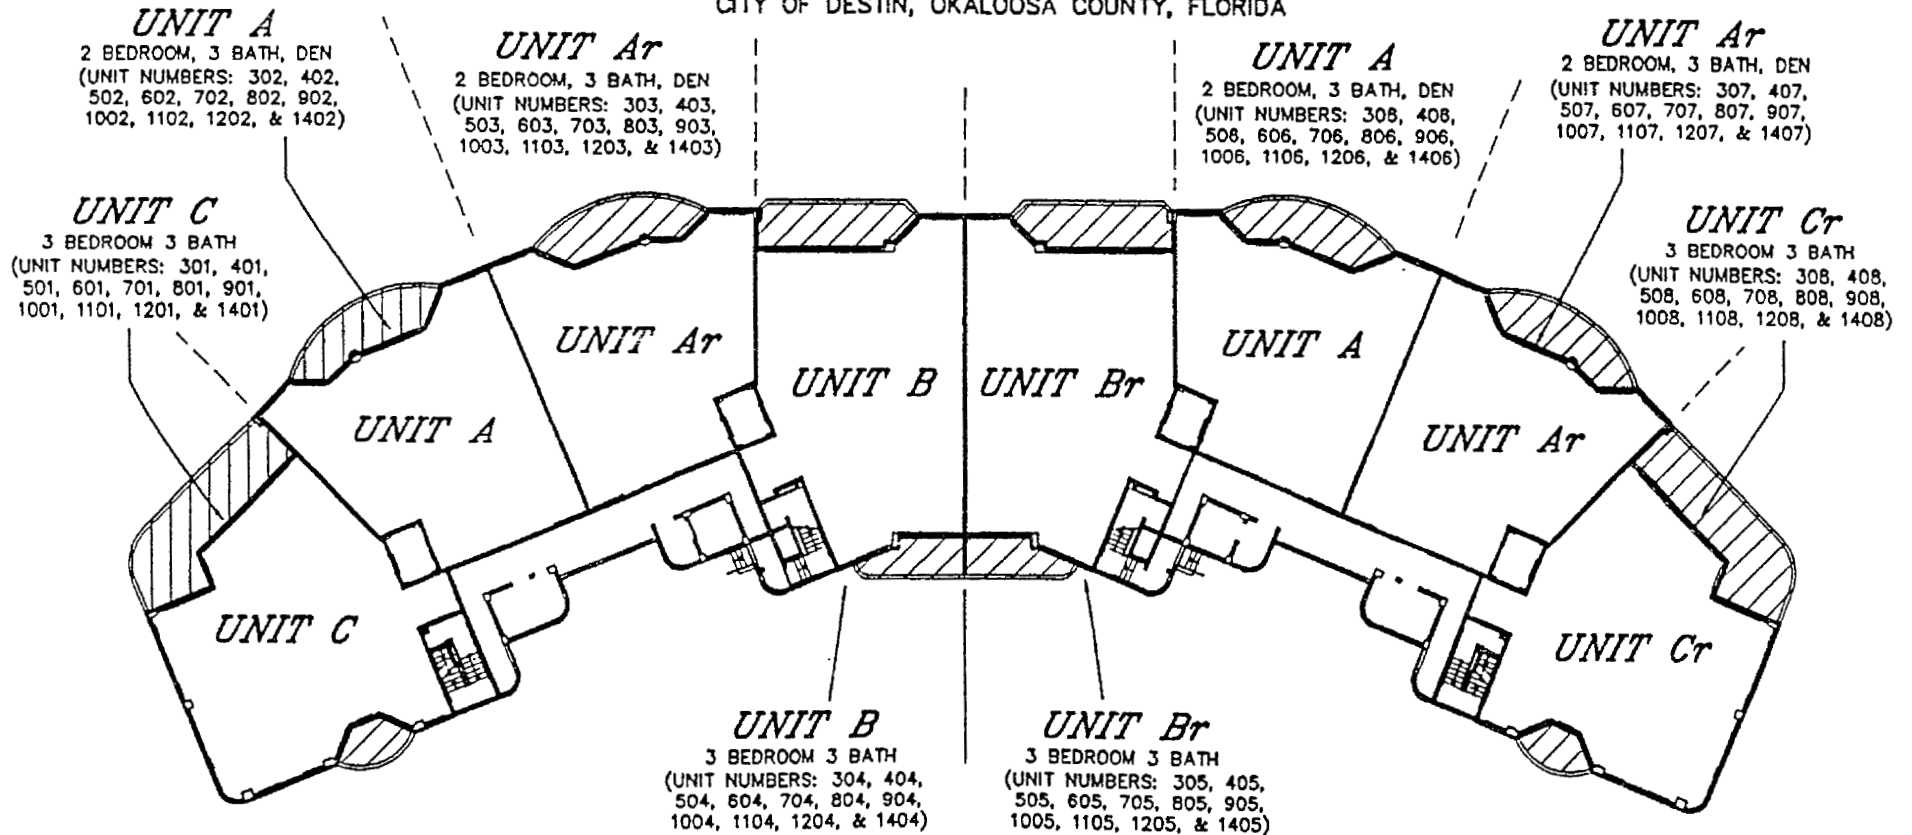 CITY OF DESTIN, OKALOOSA COUNTY, FLORIDA
UNIT A
2 BEDROOM, 3 BATH, DEN
(UNIT NUMBERS: 302, 402,
502, 602, 702, 802, 902,
1002, 1102, 1202, & 1402)
UNIT Ar
2 BEDROOM, 3 BATH, DEN
(UNIT NUMBERS: 303, 403,
503, 603, 703, 803, 903,
1003, 1103, 1203, & 1403)
UNIT A
2 BEDROOM, 3 BATH, DEN
(UNIT NUMBERS: 306, 406,
506, 606, 706, 806, 906,
1006, 1106, 1206, & 1406)
UNIT Ar
2 BEDROOM, 3 BATH, DEN
(UNIT NUMBERS: 307, 407,
507, 607, 707, 807, 907,
1007, 1107, 1207, & 1407)
UNIT C
3 BEDROOM 3 BATH
(UNIT NUMBERS: 301, 401,
501, 601, 701, 801, 901,
1001, 1101, 1201, & 1401)
UNIT Cr
3 BEDROOM 3 BATH
(UNIT NUMBERS: 308, 408,
508, 608, 708, 808, 908,
1008, 1108, 1208, & 1408)
UNIT Ar
UNIT A
UNIT B
UNIT Br
UNIT A
UNIT Ar
UNIT C
UNIT Cr
UNIT B
3 BEDROOM 3 BATH
(UNIT NUMBERS: 304, 404,
504, 604, 704, 804, 904,
1004, 1104, 1204, & 1404)
UNIT Br
3 BEDROOM 3 BATH
(UNIT NUMBERS: 305, 405,
505, 605, 705, 805, 905,
1005, 1105, 1205, & 1405)